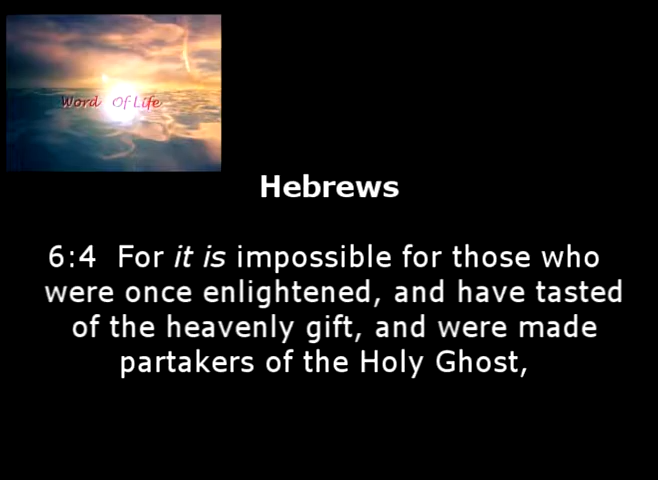 Word Of Life
Hebrews
6:4 For it is impossible for those who
were once enlightened, and have tasted
of the heavenly gift, and were made
partakers of the Holy Ghost,